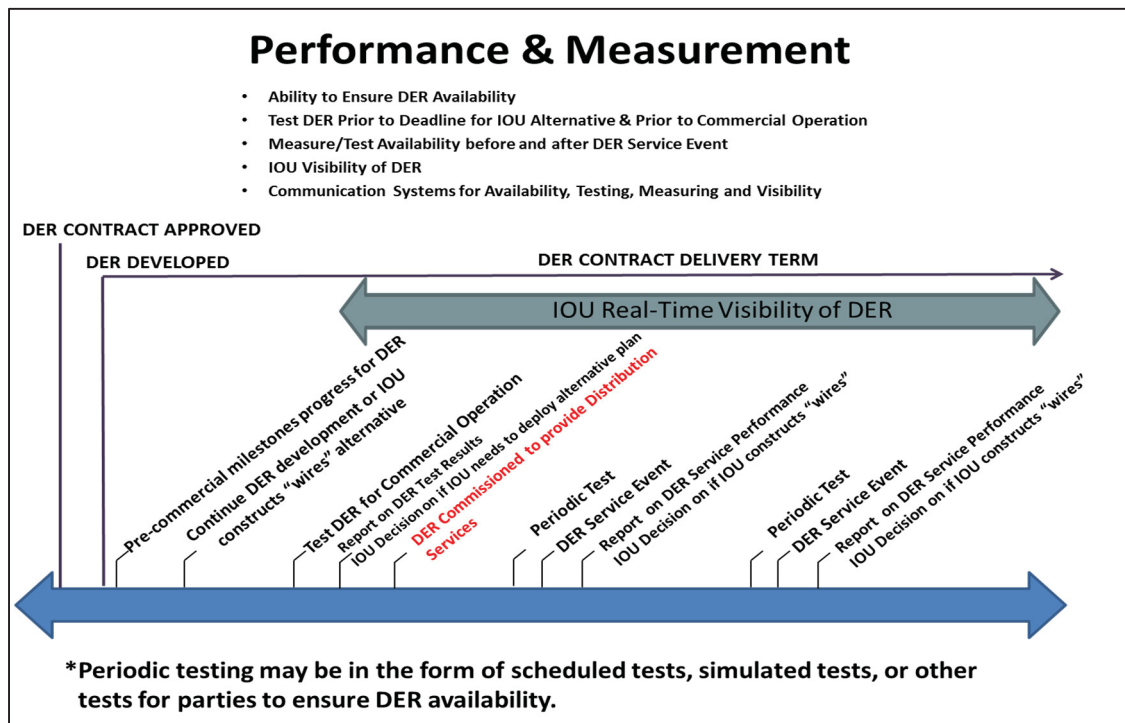 Performance & Measurement
• Ability to Ensure DER Availability
• Test DER Prior to Deadline for IOU Alternative & Prior to Commercial Operation
• Measure/Test Availability before and after DER Service Event
• IOU Visibility of DER
• Communication Systems for Availability, Testing, Measuring and Visibility
DER CONTRACT APPROVED
DER DEVELOPED
DER CONTRACT DELIVERY TERM
IOU Real-Time Visibility of DER
Pre-commercial milestones progress for DER
Continue DER development or IOU
constructs “wires” alternative
Test DER for Commercial Operation
Report on DER Test Results
IOU Decision on if IOU needs to deploy alternative plan
DER Commissioned to provide Distribution
Services
Periodic Test
DER Service Event
Report on DER Service Performance
IOU Decision on if IOU constructs “wires”
Periodic Test
DER Service Event
Report on DER Service Performance
IOU Decision on if IOU constructs “wires”
*Periodic testing may be in the form of scheduled tests, simulated tests, or other
tests for parties to ensure DER availability.